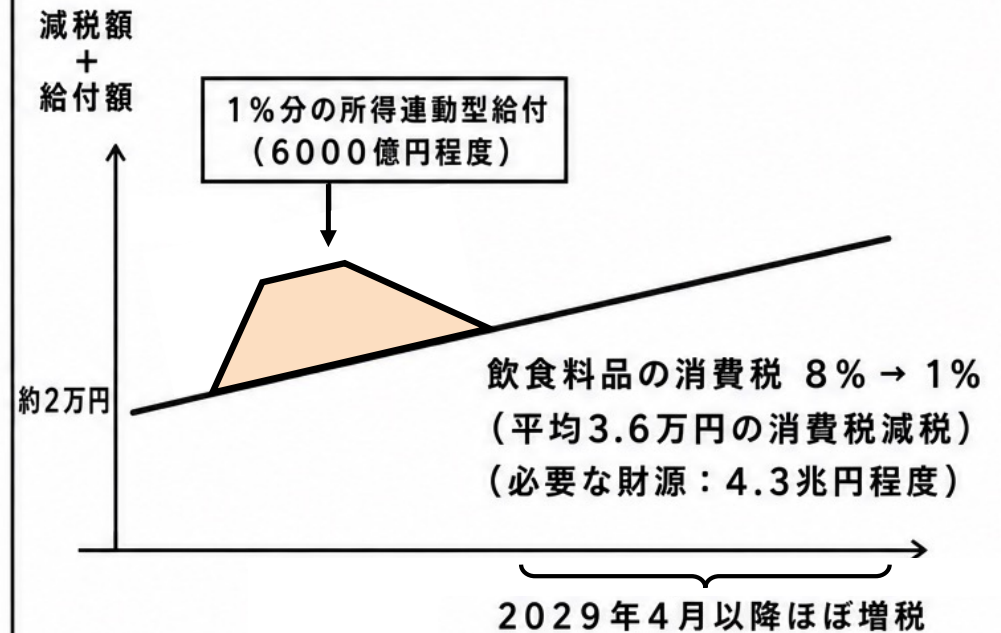 減税額
+
給付額
1%分の所得連動型給付
(6000億円程度)
約2万円
飲食料品の消費税 8%→1%
(平均3.6万円の消費税減税)
(必要な財源:4.3兆円程度)
2029年4月以降ほぼ増税